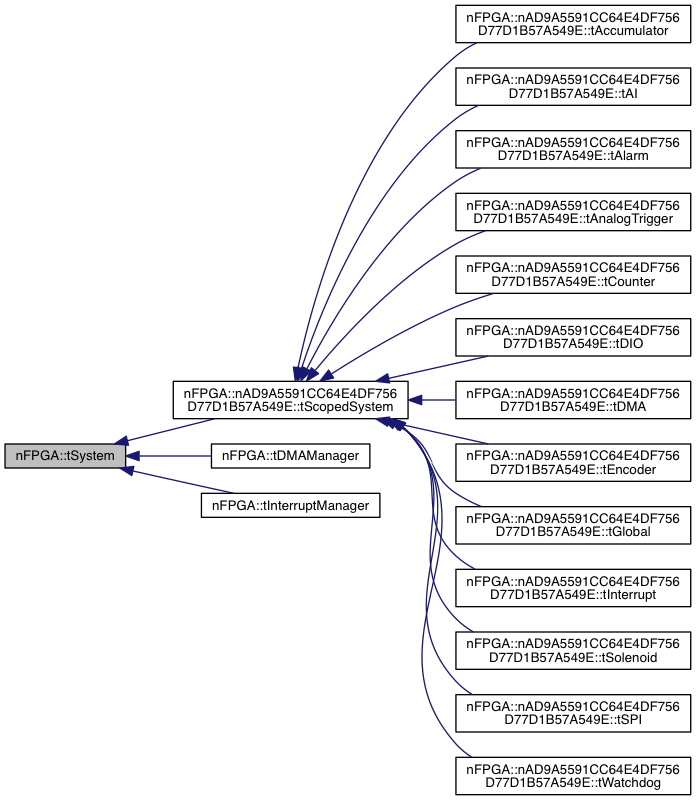 nFPGA::nAD9A5591CC64E4DF756
D77D1B57A549E::tAccumulator
nFPGA::nAD9A5591CC64E4DF756
D77D1B57A549E::tAI
nFPGA::nAD9A5591CC64E4DF756
D77D1B57A549E::tAlarm
nFPGA::nAD9A5591CC64E4DF756
D77D1B57A549E::tAnalogTrigger
nFPGA::nAD9A5591CC64E4DF756
D77D1B57A549E::tCounter
nFPGA::nAD9A5591CC64E4DF756
D77D1B57A549E::tDIO
nFPGA::nAD9A5591CC64E4DF756
D77D1B57A549E::tScopedSystem
nFPGA::nAD9A5591CC64E4DF756
D77D1B57A549E::tDMA
nFPGA::tSystem
nFPGA::tDMAManager
nFPGA::nAD9A5591CC64E4DF756
D77D1B57A549E::tEncoder
nFPGA::tInterruptManager
nFPGA::nAD9A5591CC64E4DF756
D77D1B57A549E::tGlobal
nFPGA::nAD9A5591CC64E4DF756
D77D1B57A549E::tInterrupt
nFPGA::nAD9A5591CC64E4DF756
D77D1B57A549E::tSolenoid
nFPGA::nAD9A5591CC64E4DF756
D77D1B57A549E::tSPI
nFPGA::nAD9A5591CC64E4DF756
D77D1B57A549E::tWatchdog